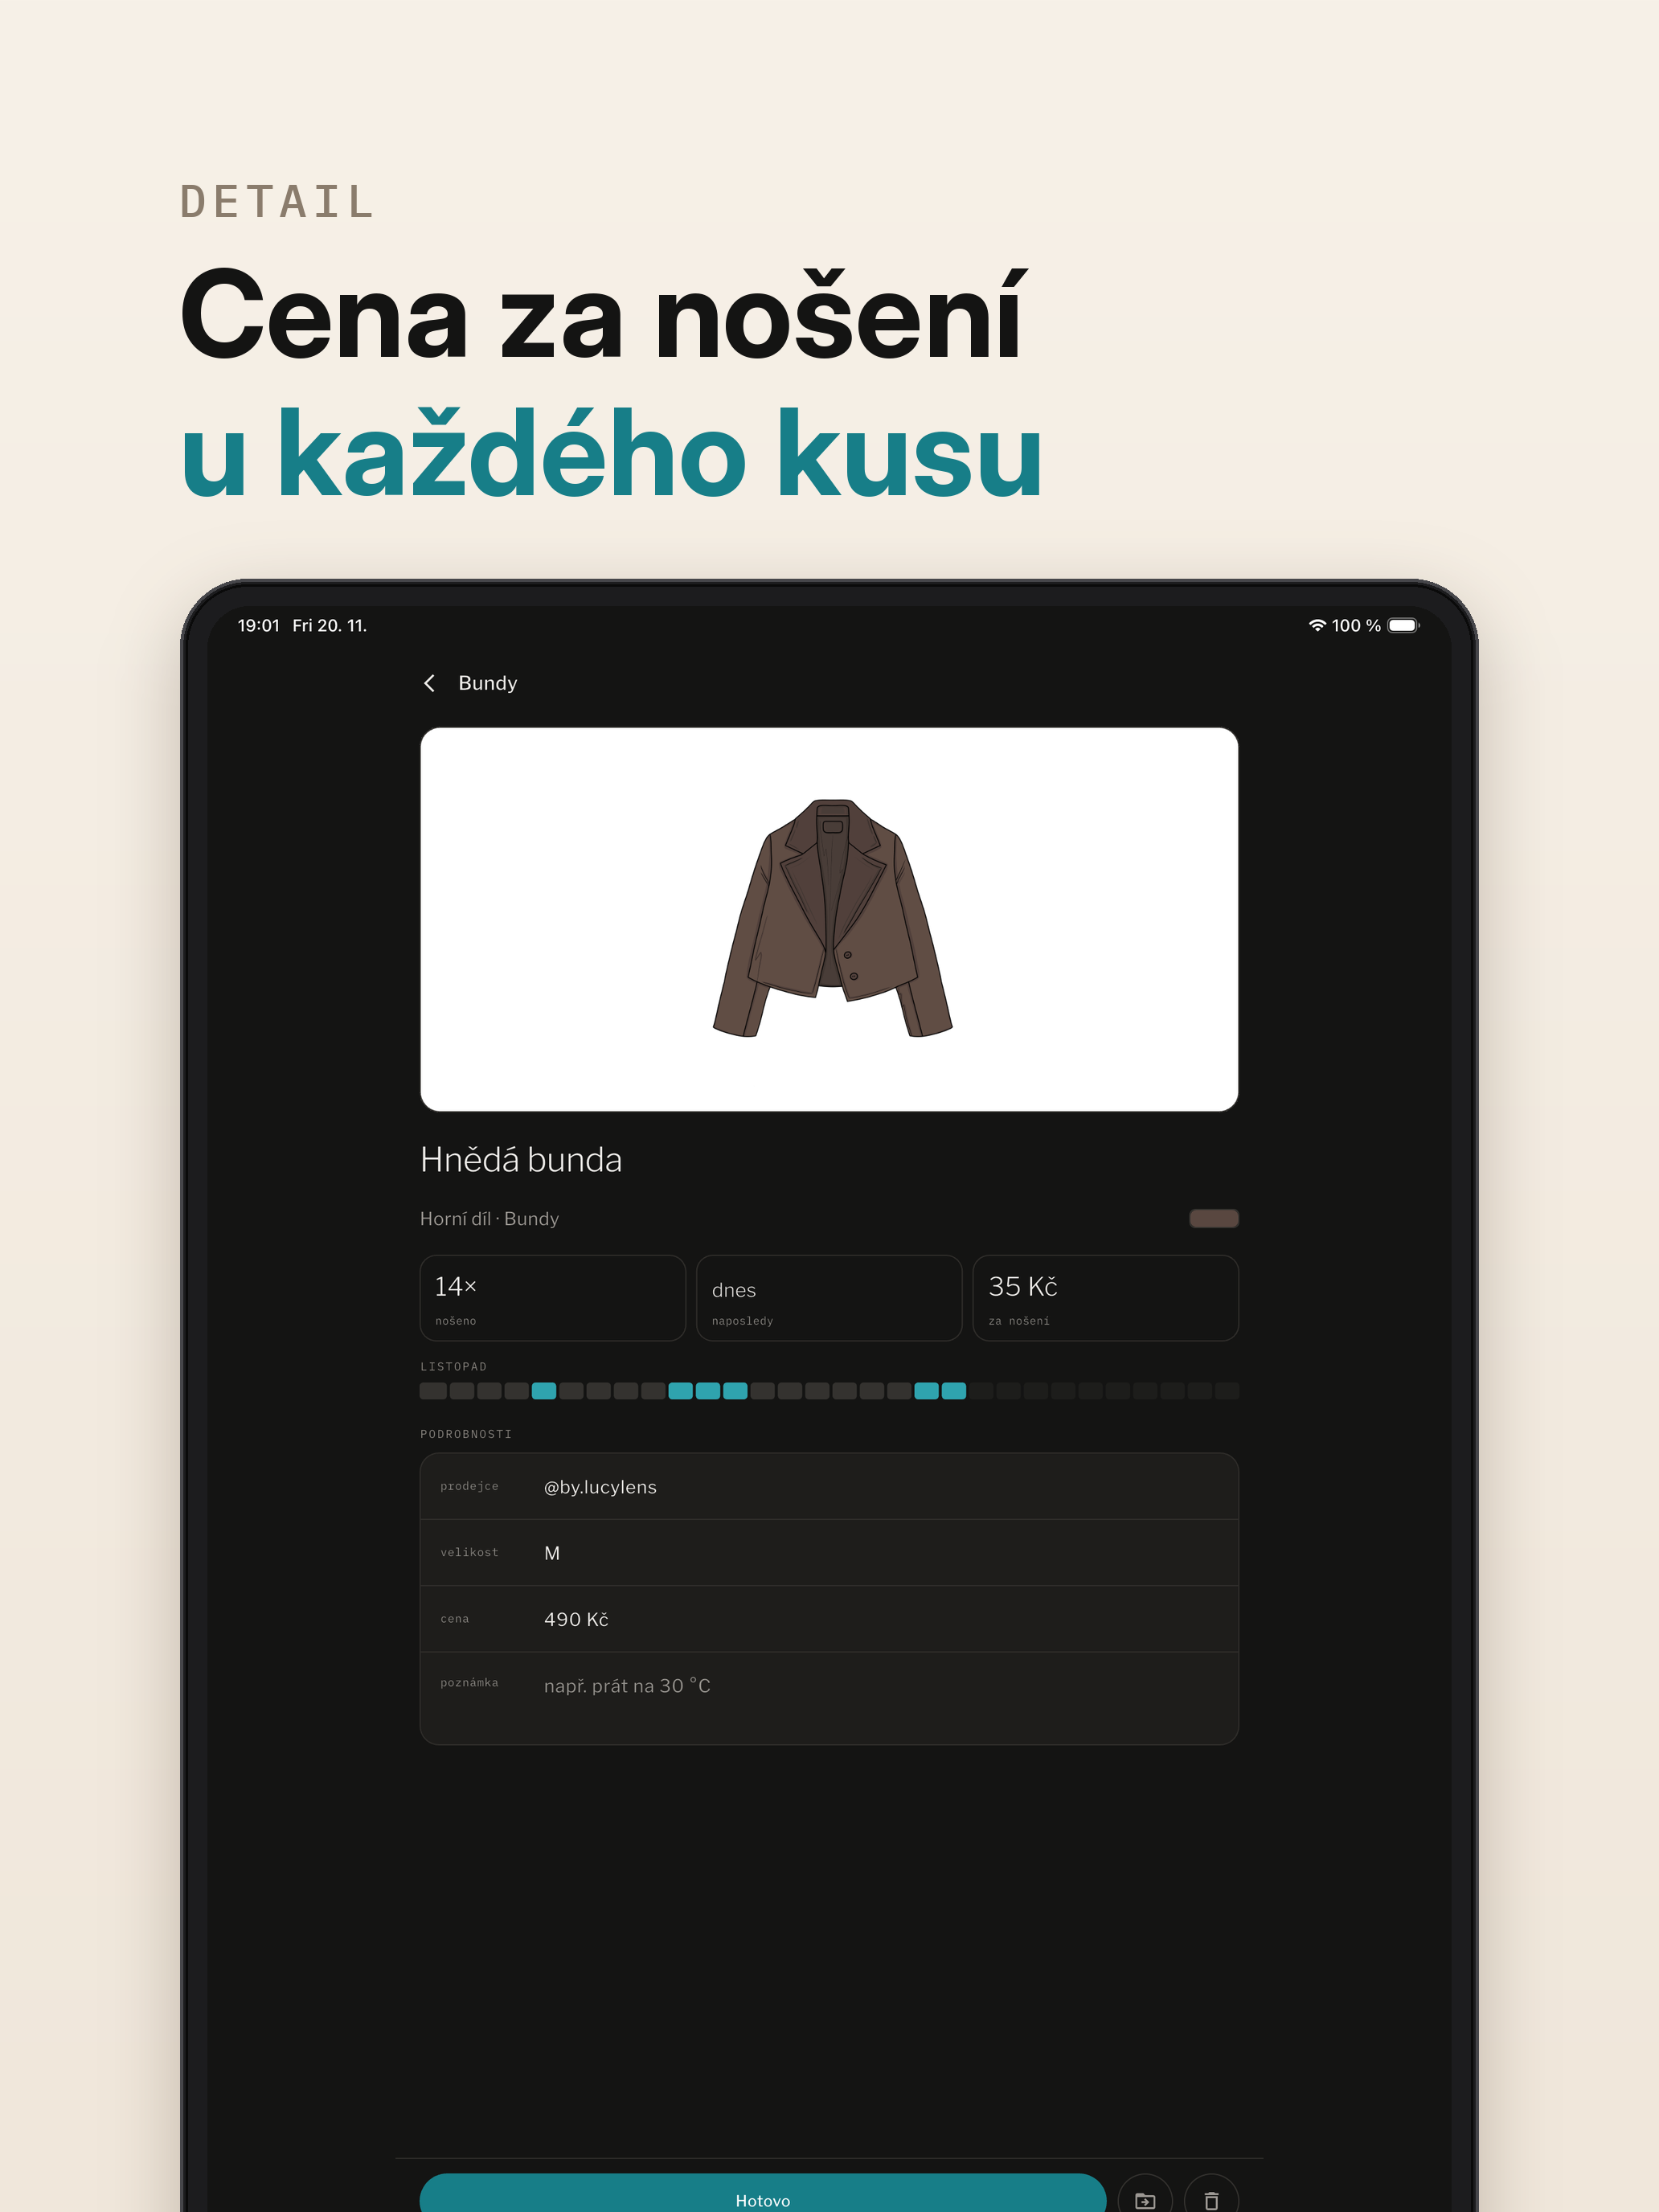 DETAIL
Cena za nošení
u každého kusu
19:01 Fri 20. 11. 100 %
Bundy
Hnědá bunda
Horní díl · Bundy
14× dnes 35 Kč
nošeno naposledy za nošení
LISTOPAD
PODROBNOSTI
prodejce @by.lucylens
velikost M
cena 490 Kč
poznámka např. prát na 30 °C
Hotovo